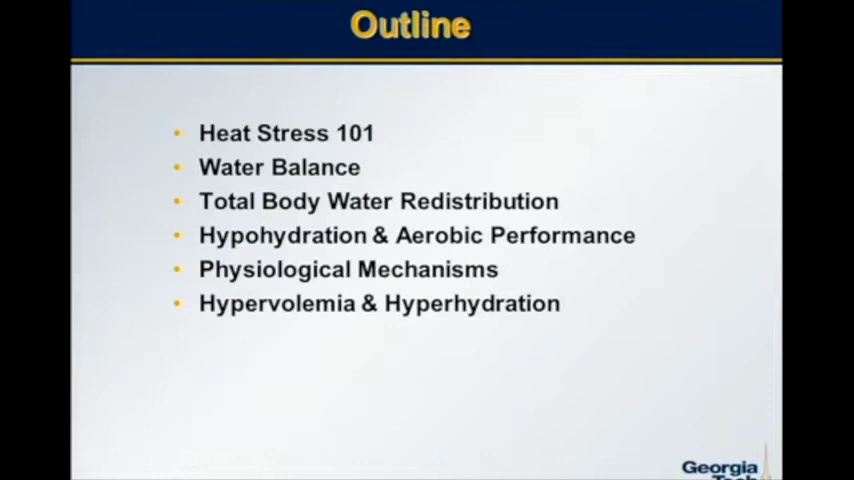 Outline
• Heat Stress 101
• Water Balance
• Total Body Water Redistribution
• Hypohydration & Aerobic Performance
• Physiological Mechanisms
• Hypervolemia & Hyperhydration
Georgia
Tech